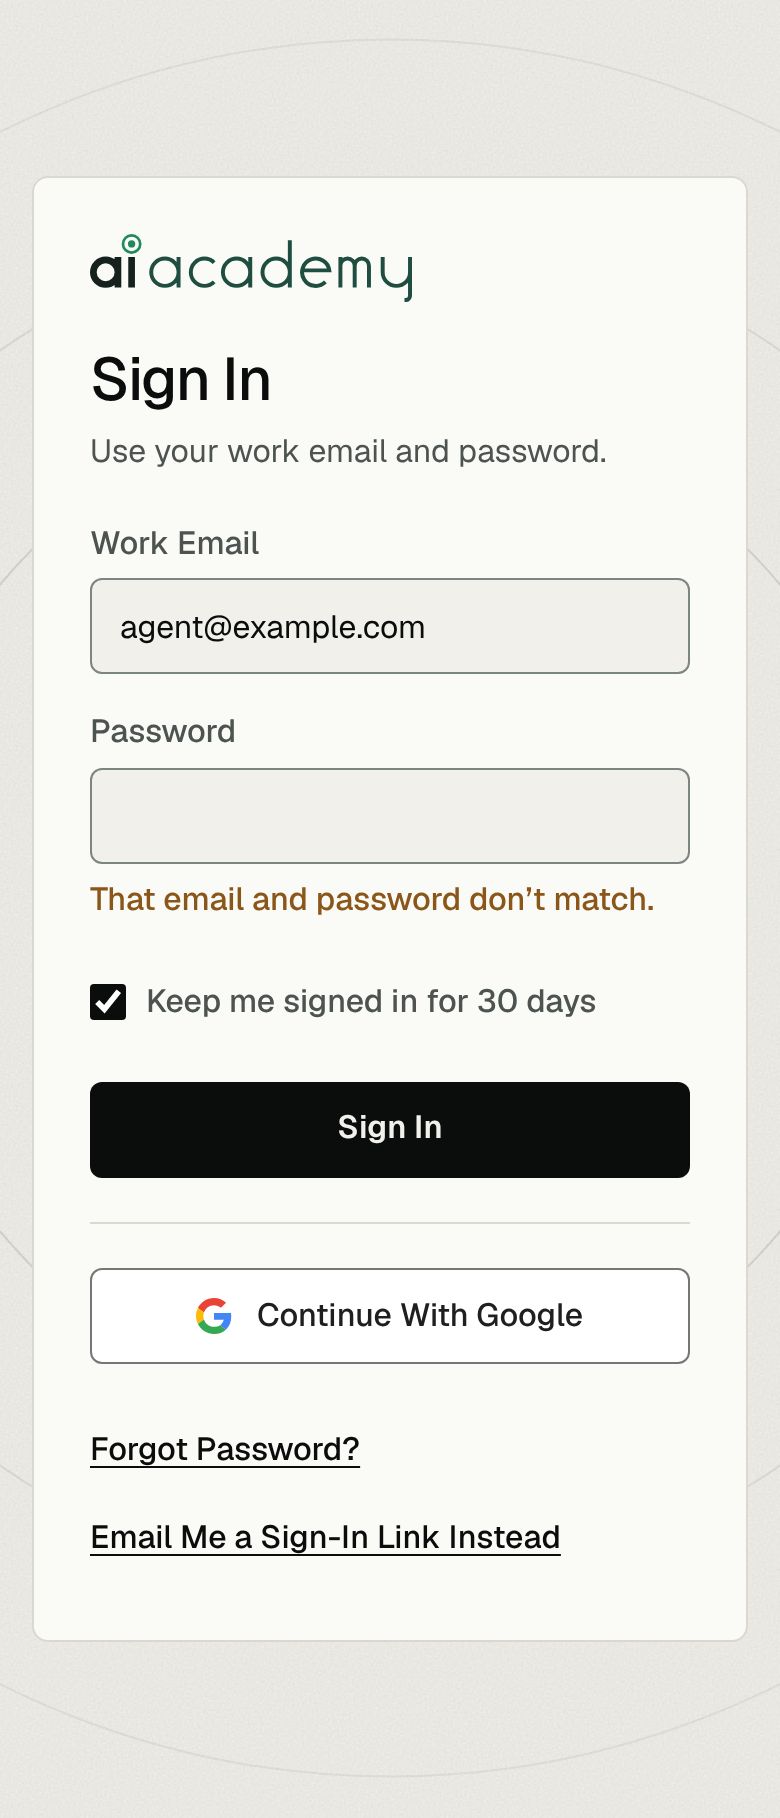 ai academy
Sign In
Use your work email and password.
Work Email
agent@example.com
Password
That email and password don’t match.
Keep me signed in for 30 days
Sign In
Continue With Google
Forgot Password?
Email Me a Sign-In Link Instead